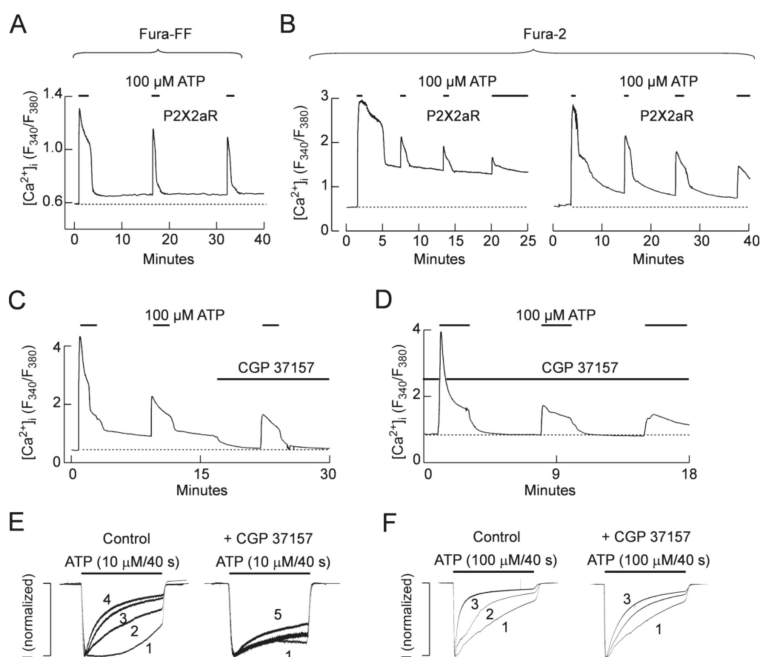 A
Fura-FF
100 µM ATP
P2X2aR
[Ca2+]i (F340/F380)
1.4
1.0
0.6
0 10 20 30 40
Minutes
B
Fura-2
100 µM ATP
100 µM ATP
P2X2aR
P2X2aR
3
2
1
0 5 10 15 20 25
0 10 20 30 40
Minutes
Minutes
C
100 µM ATP
CGP 37157
[Ca2+]i (F340/F380)
4
2
0
0 15 30
Minutes
D
100 µM ATP
CGP 37157
[Ca2+]i (F340/F380)
4
2
0
0 9 18
Minutes
E
Control
ATP (10 µM/40 s)
4
3
2
1
+ CGP 37157
ATP (10 µM/40 s)
5
1
I (normalized)
F
Control
ATP (100 µM/40 s)
3
2
1
+ CGP 37157
ATP (100 µM/40 s)
3
1
I (normalized)